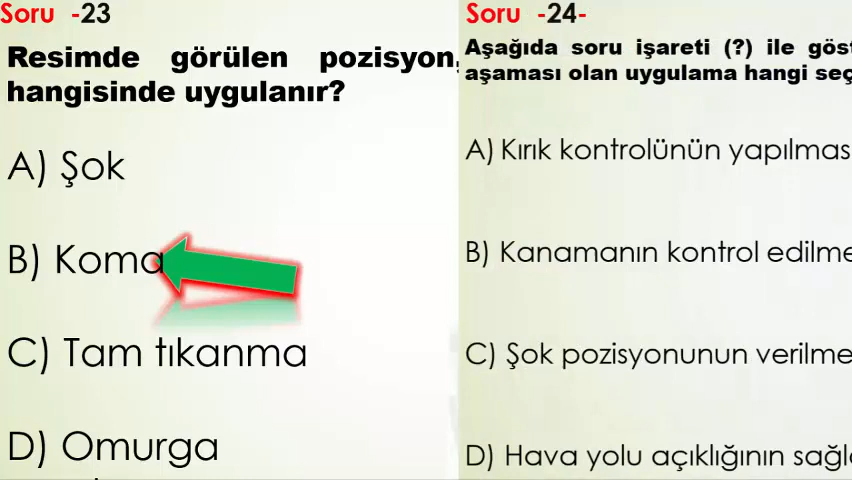 Soru -23
Resimde görülen pozisyon,
hangisinde uygulanır?
A) Şok
B) Koma
C) Tam tıkanma
D) Omurga
Soru -24-
Aşağıda soru işareti (?) ile göst
aşaması olan uygulama hangi seç
A) Kırık kontrolünün yapılmas
B) Kanamanın kontrol edilme
C) Şok pozisyonunun verilme
D) Hava yolu açıklığının sağl